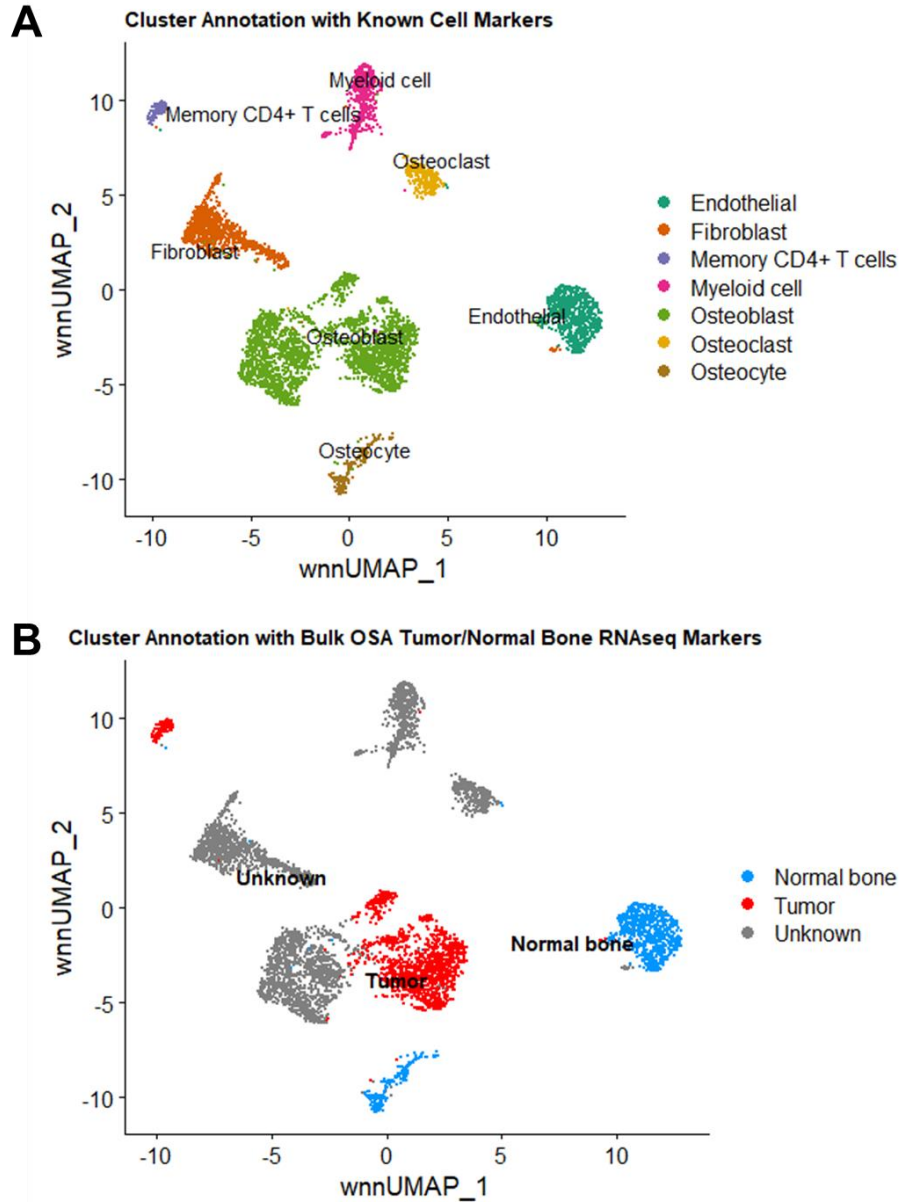 A
Cluster Annotation with Known Cell Markers
wnnUMAP_2
10
5
0
-5
-10
Myeloid cell
Memory CD4+ T cells
Osteoclast
Fibroblast
Endothelial
Osteoblast
Osteocyte
-10
-5
0
5
10
wnnUMAP_1
Endothelial
Fibroblast
Memory CD4+ T cells
Myeloid cell
Osteoblast
Osteoclast
Osteocyte
B
Cluster Annotation with Bulk OSA Tumor/Normal Bone RNAseq Markers
wnnUMAP_2
10
5
0
-5
-10
Unknown
Normal bone
Tumor
-10
-5
0
5
10
wnnUMAP_1
Normal bone
Tumor
Unknown